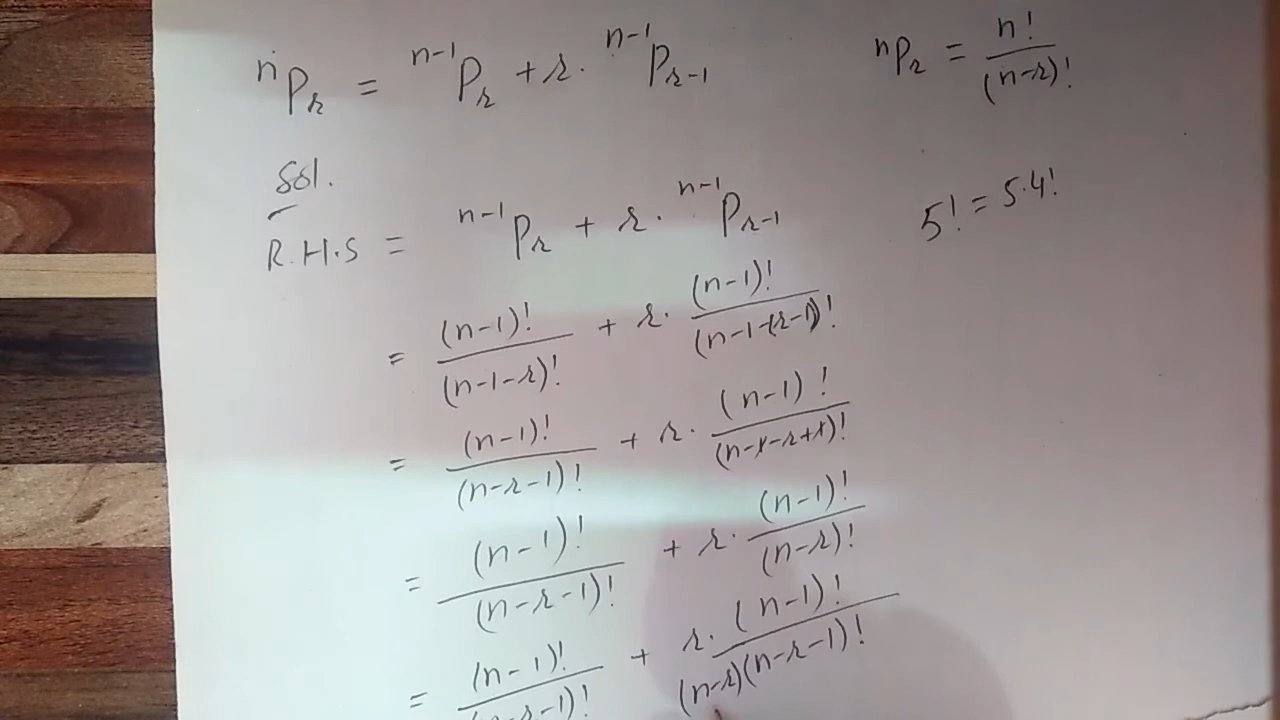 ⁿPᵣ = ⁿ⁻¹Pᵣ + r. ⁿ⁻¹Pᵣ₋₁
ⁿPᵣ = n!/(n-r)!
Sol.
R.H.S = ⁿ⁻¹Pᵣ + r. ⁿ⁻¹Pᵣ₋₁
5! = 5.4!
= (n-1)!/(n-1-r)! + r. (n-1)!/(n-1-(r-1))!
= (n-1)!/(n-r-1)! + r. (n-1)!/(n-1-r+1)!
= (n-1)!/(n-r-1)! + r. (n-1)!/(n-r)!
= (n-1)!/(n-r-1)! + r. (n-1)!/(n-r)(n-r-1)!